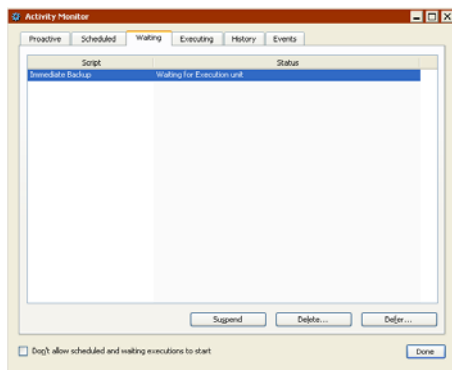 Activity Monitor
Proactive Scheduled Waiting Executing History Events
Script Status
Immediate Backup Waiting for Execution unit
Suspend Delete... Defer...
Don't allow scheduled and waiting executions to start Done